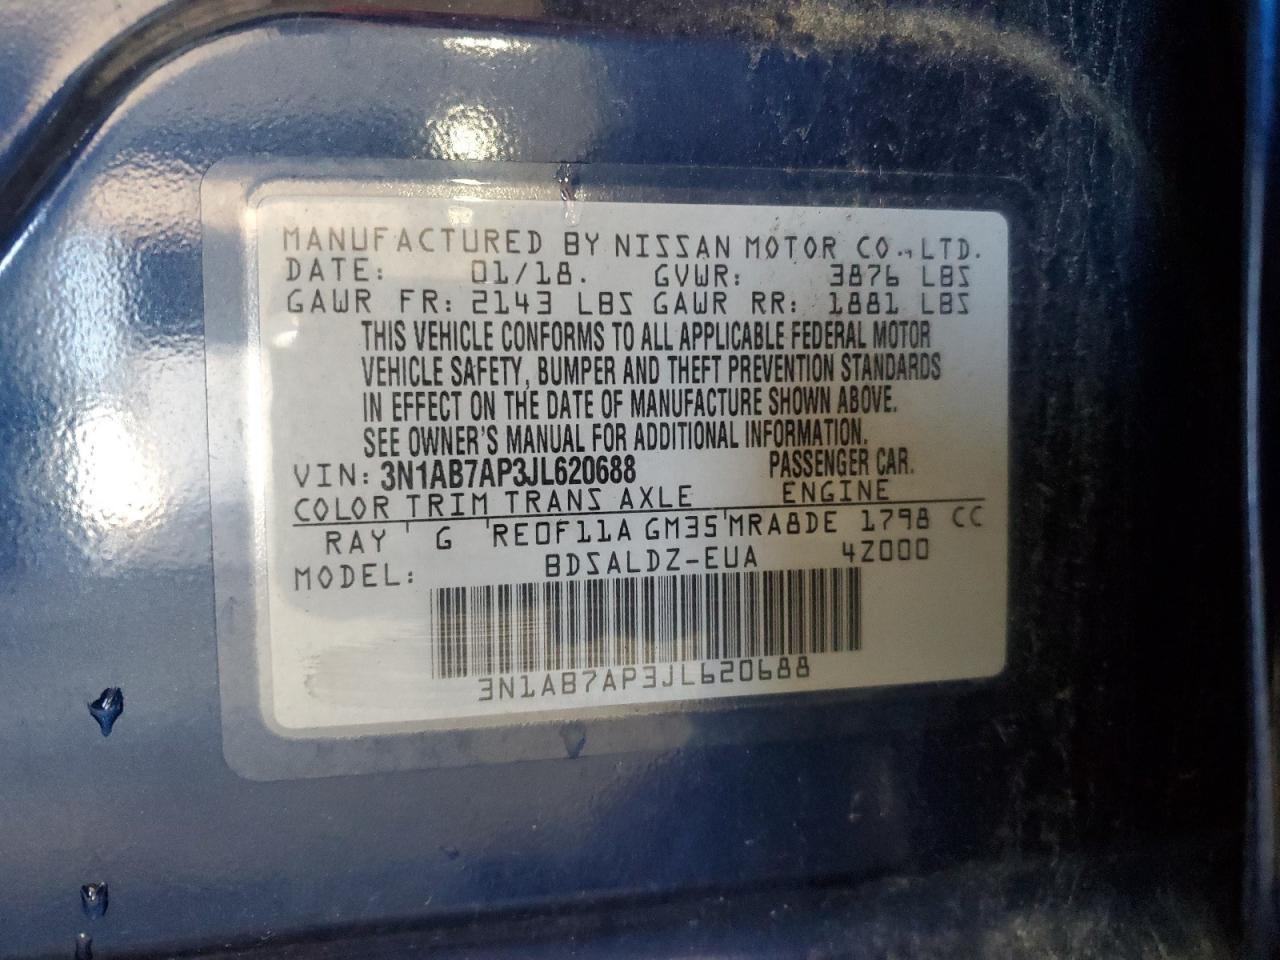 MANUFACTURED BY NISSAN MOTOR CO., LTD.
DATE: 01/18. GVWR: 3876 LBS
GAWR FR: 2143 LBS GAWR RR: 1881 LBS
THIS VEHICLE CONFORMS TO ALL APPLICABLE FEDERAL MOTOR
VEHICLE SAFETY, BUMPER AND THEFT PREVENTION STANDARDS
IN EFFECT ON THE DATE OF MANUFACTURE SHOWN ABOVE.
SEE OWNER'S MANUAL FOR ADDITIONAL INFORMATION.
VIN: 3N1AB7AP3JL620688 PASSENGER CAR.
COLOR TRIM TRANS AXLE ENGINE
RAY G RE0F11A GM35 MRA8DE 1798 CC
MODEL: BDSALDZ-EUA 4Z000
3N1AB7AP3JL620688